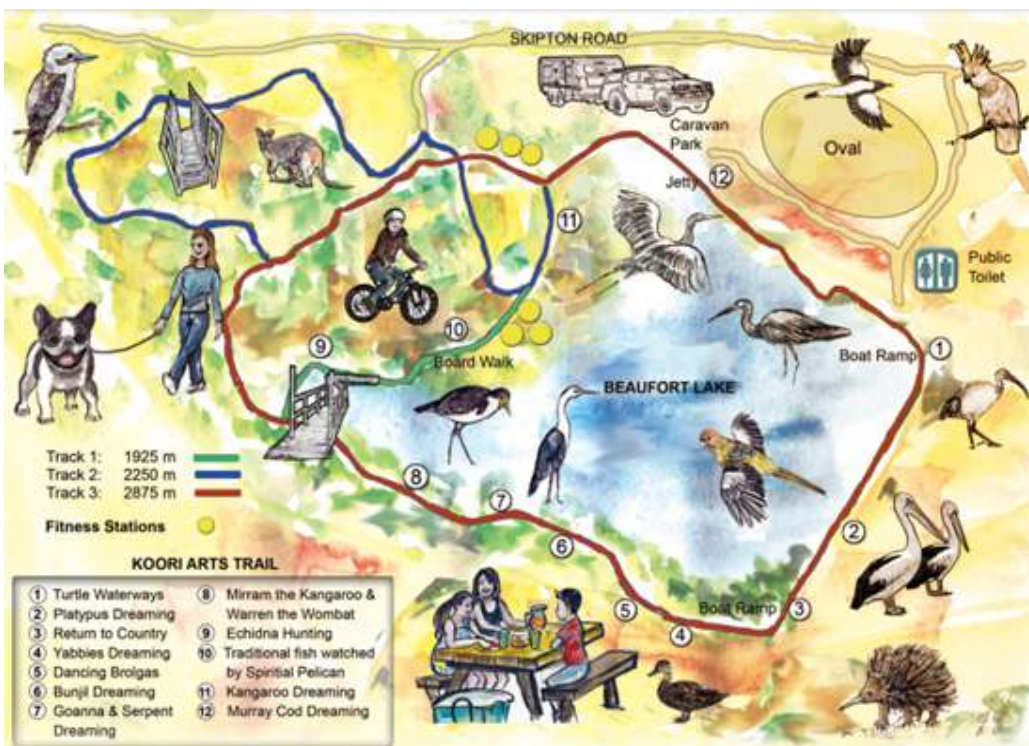 SKIPTON ROAD
Caravan
Park
Oval
Jetty
12
11
Public
Toilet
10
9
Board Walk
Boat Ramp
1
BEAUFORT LAKE
Track 1: 1925 m
Track 2: 2250 m
Track 3: 2875 m
8
7
2
Fitness Stations
6
KOORI ARTS TRAIL
5
Boat Ramp
3
4
1 Turtle Waterways
2 Platypus Dreaming
3 Return to Country
4 Yabbies Dreaming
5 Dancing Brolgas
6 Bunjil Dreaming
7 Goanna & Serpent
Dreaming
8 Mirram the Kangaroo &
Warren the Wombat
9 Echidna Hunting
10 Traditional fish watched
by Spiritial Pelican
11 Kangaroo Dreaming
12 Murray Cod Dreaming